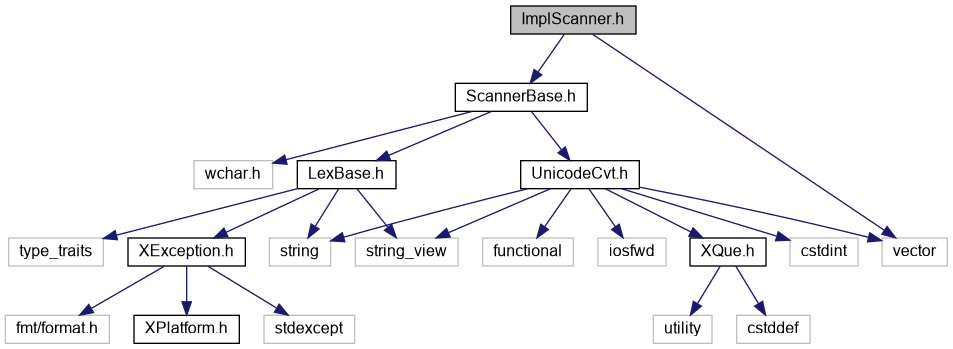 ImplScanner.h
ScannerBase.h
wchar.h
LexBase.h
UnicodeCvt.h
type_traits
XException.h
string
string_view
functional
iosfwd
XQue.h
cstdint
vector
fmt/format.h
XPlatform.h
stdexcept
utility
cstddef